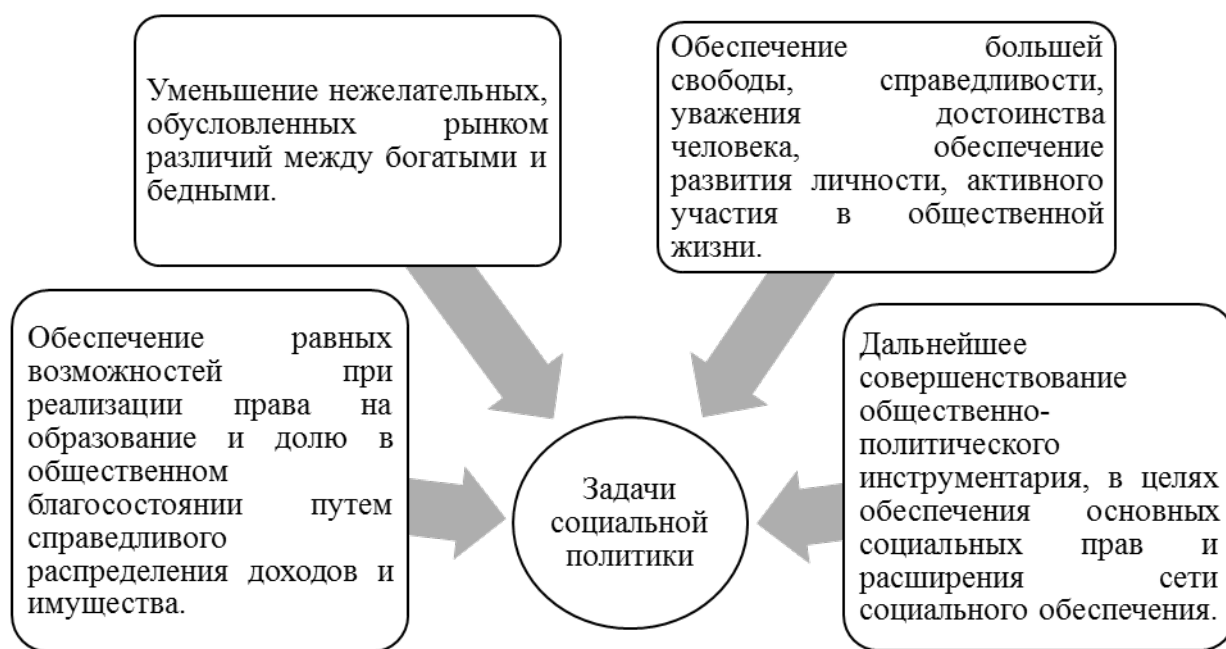 Уменьшение нежелательных,
обусловленных рынком
различий между богатыми и
бедными.
Обеспечение большей
свободы, справедливости,
уважения достоинства
человека, обеспечение
развития личности, активного
участия в общественной
жизни.
Обеспечение равных
возможностей при
реализации права на
образование и долю в
общественном
благосостоянии путем
справедливого
распределения доходов и
имущества.
Задачи
социальной
политики
Дальнейшее
совершенствование
общественно-
политического
инструментария, в целях
обеспечения основных
социальных прав и
расширения сети
социального обеспечения.